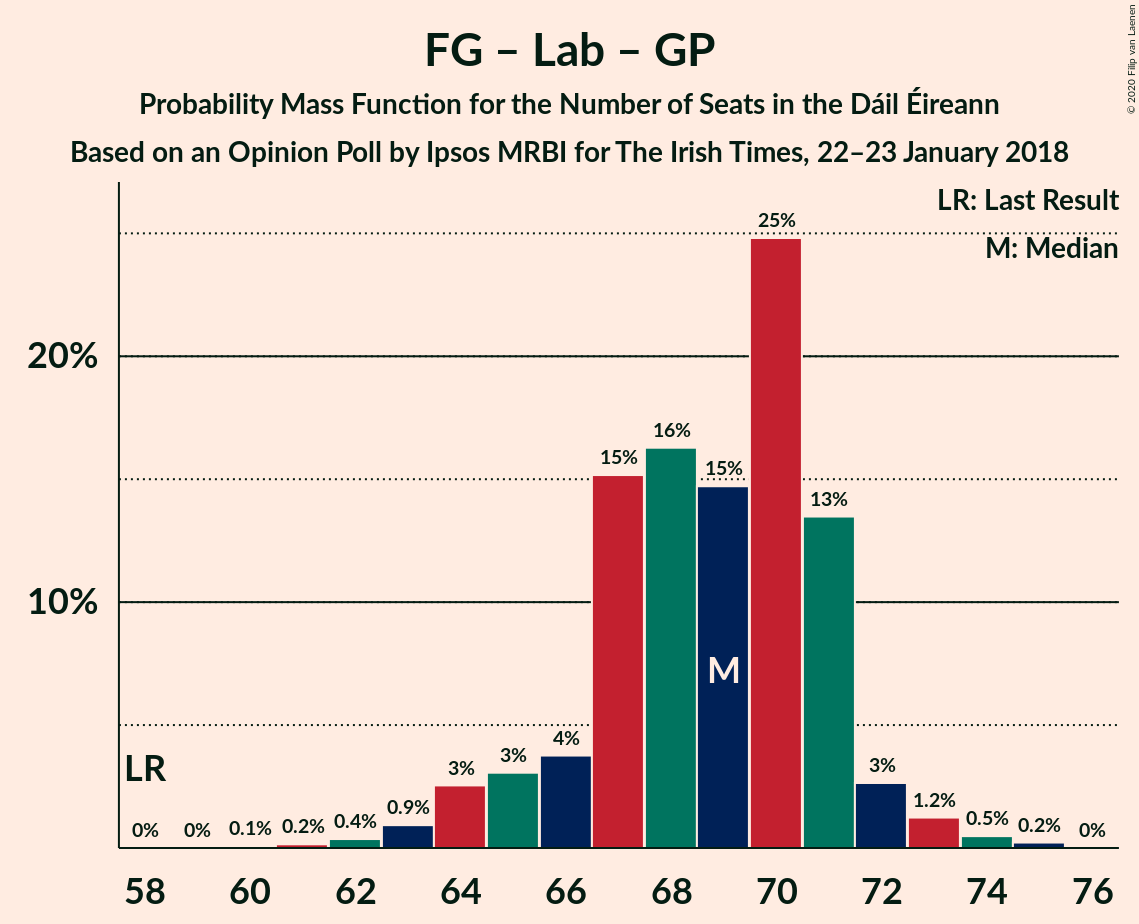 FG – Lab – GP
Probability Mass Function for the Number of Seats in the Dáil Éireann
Based on an Opinion Poll by Ipsos MRBI for The Irish Times, 22–23 January 2018
© 2020 Filip van Laenen
LR: Last Result
M: Median
20%
10%
LR
M
0%
0%
0.1%
0.2%
0.4%
0.9%
3%
3%
4%
15%
16%
15%
25%
13%
3%
1.2%
0.5%
0.2%
0%
58 60 62 64 66 68 70 72 74 76